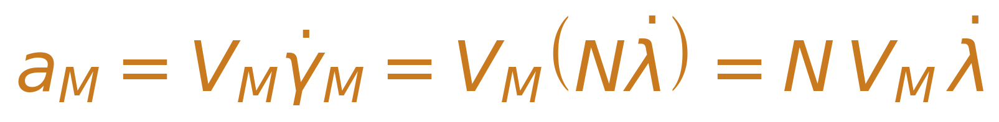 a_M = V_M γ̇_M = V_M (Nλ̇) = N V_M λ̇